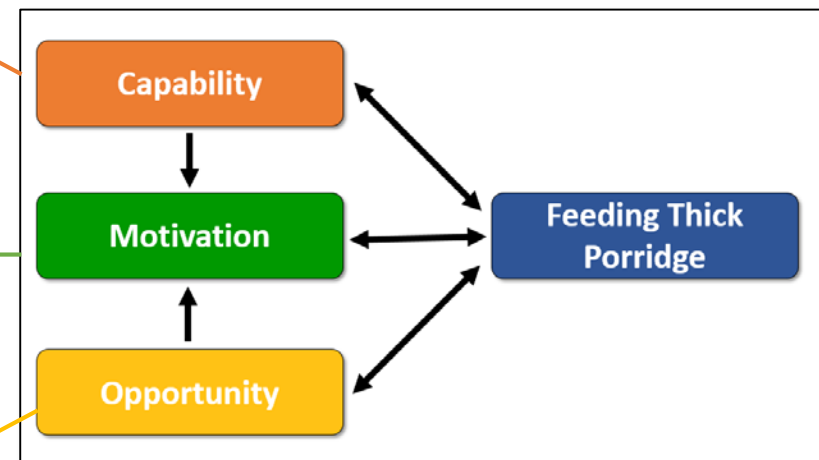 Capability
Motivation
Feeding Thick
Porridge
Opportunity